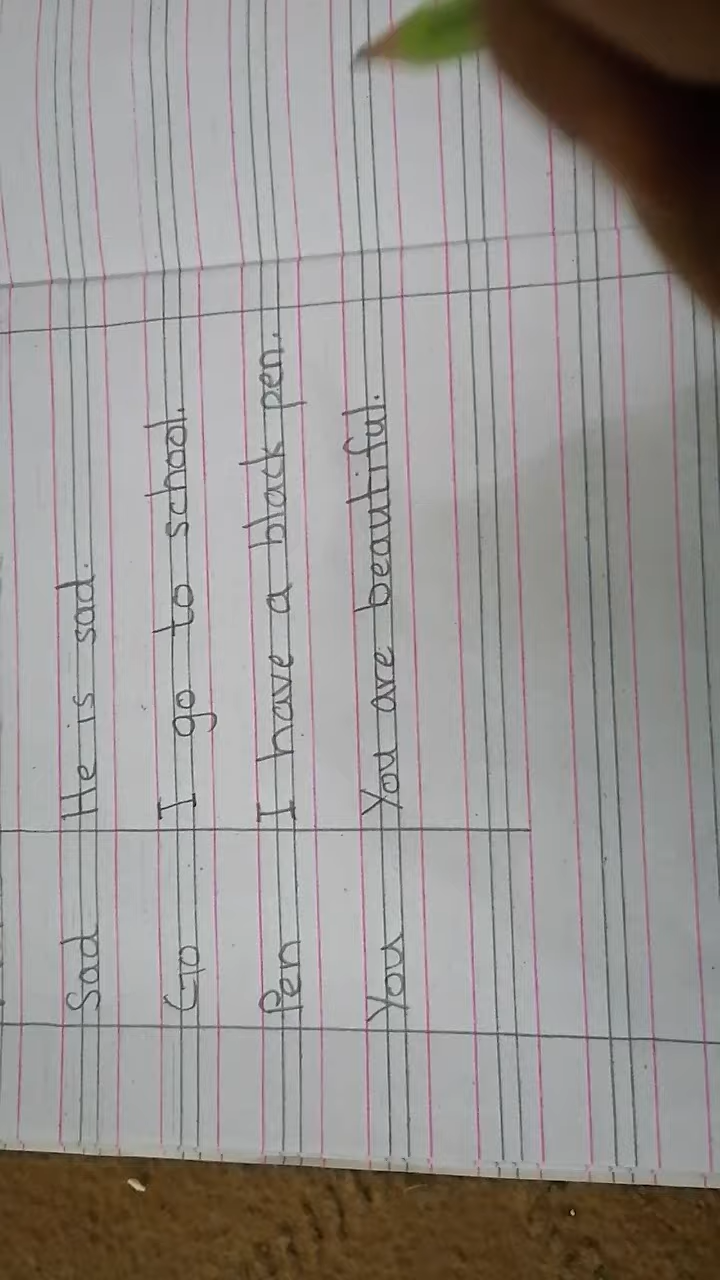 Sad He is sad.
Go I go to school.
Pen I have a black pen.
You You are beautiful.